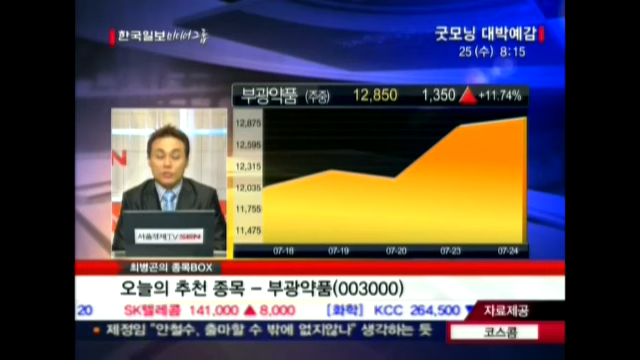 한국일보 미디어그룹
굿모닝 대박예감
25 (수) 8:15
부광약품 (주중) 12,850 1,350 ▲ +11.74%
12,875
12,595
12,315
12,035
11,755
11,475
07-18 07-19 07-20 07-23 07-24
서울경제TV SEN
최병곤의 종목BOX
오늘의 추천 종목 - 부광약품(003000)
20 SK텔레콤 141,000 ▲ 8,000 [화학] KCC 264,500 ▼
자료제공
• 제정임 "안철수, 출마할 수 밖에 없지않나" 생각하는 듯
코스콤